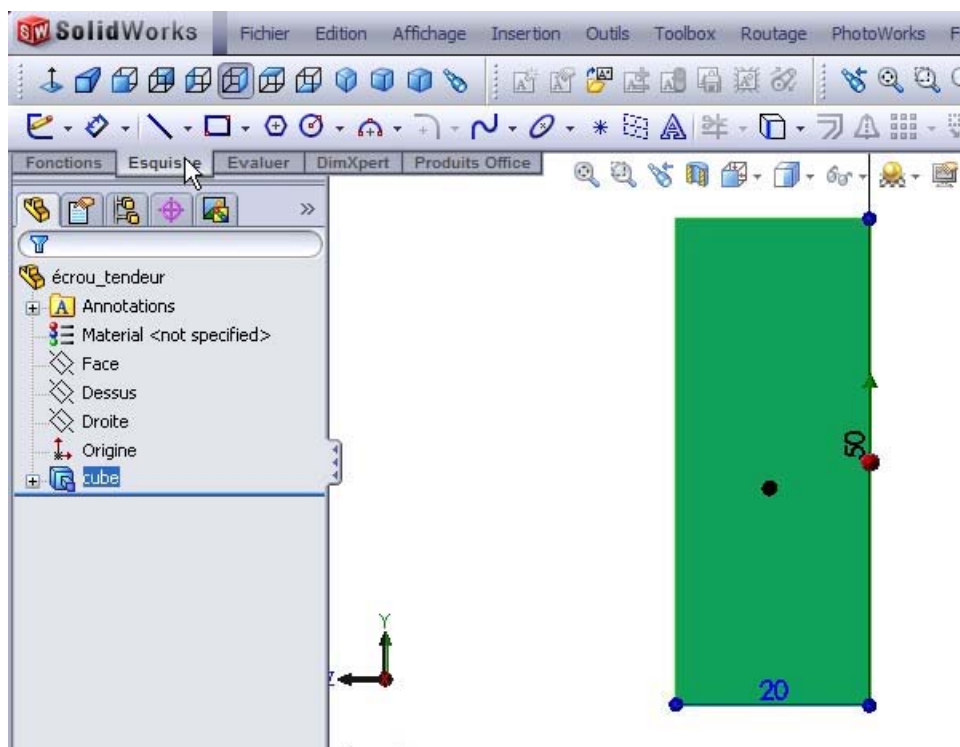 SolidWorks Fichier Edition Affichage Insertion Outils Toolbox Routage PhotoWorks F
Fonctions Esquisse Evaluer DimXpert Produits Office
écrou_tendeur
A Annotations
Material <not specified>
Face
Dessus
Droite
Origine
cube
50
20
Y
Z